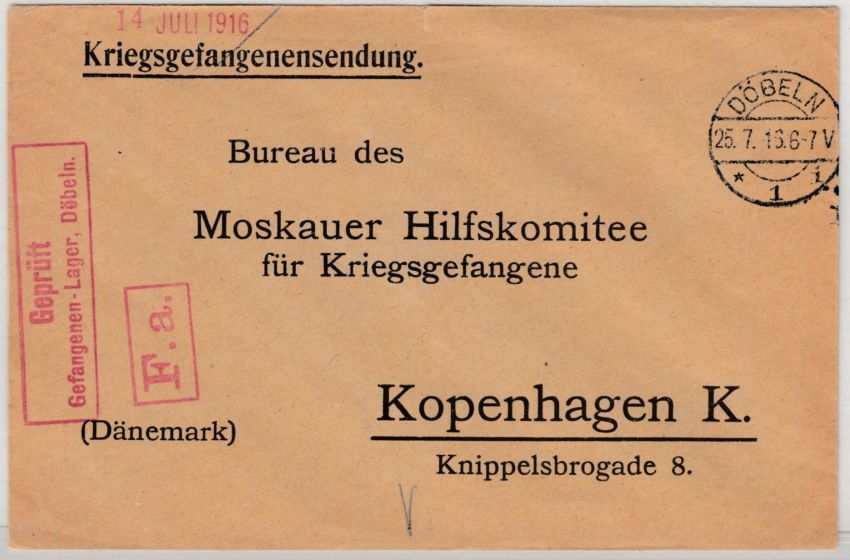 14 JULI 1916
Kriegsgefangenensendung.
DÖBELN
25. 7. 16.6-7 V
* 1 i
Bureau des
Moskauer Hilfskomitee
für Kriegsgefangene
Geprüft
Gefangenen-Lager, Döbeln.
F. a.
Kopenhagen K.
(Dänemark)
Knippelsbrogade 8.
V